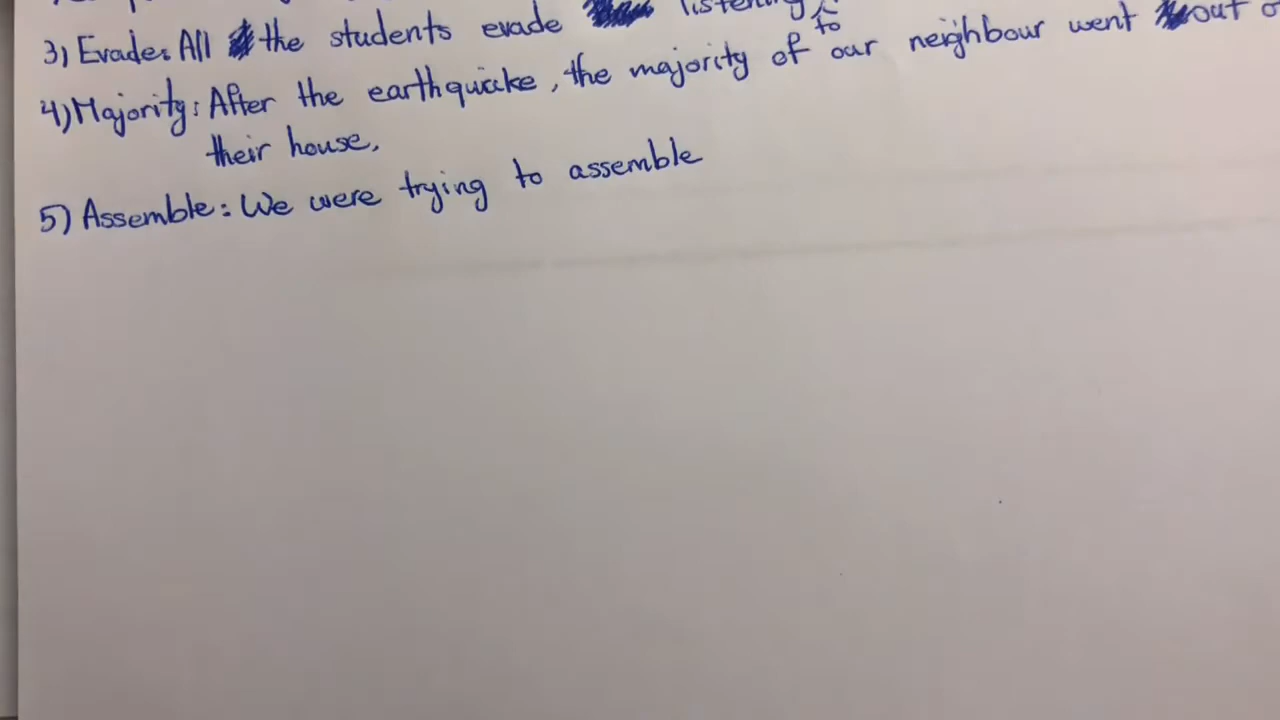 3) Evade: All the students evade listening to
4) Majority: After the earthquake, the majority of our neighbour went out
their house.
5) Assemble: We were trying to assemble